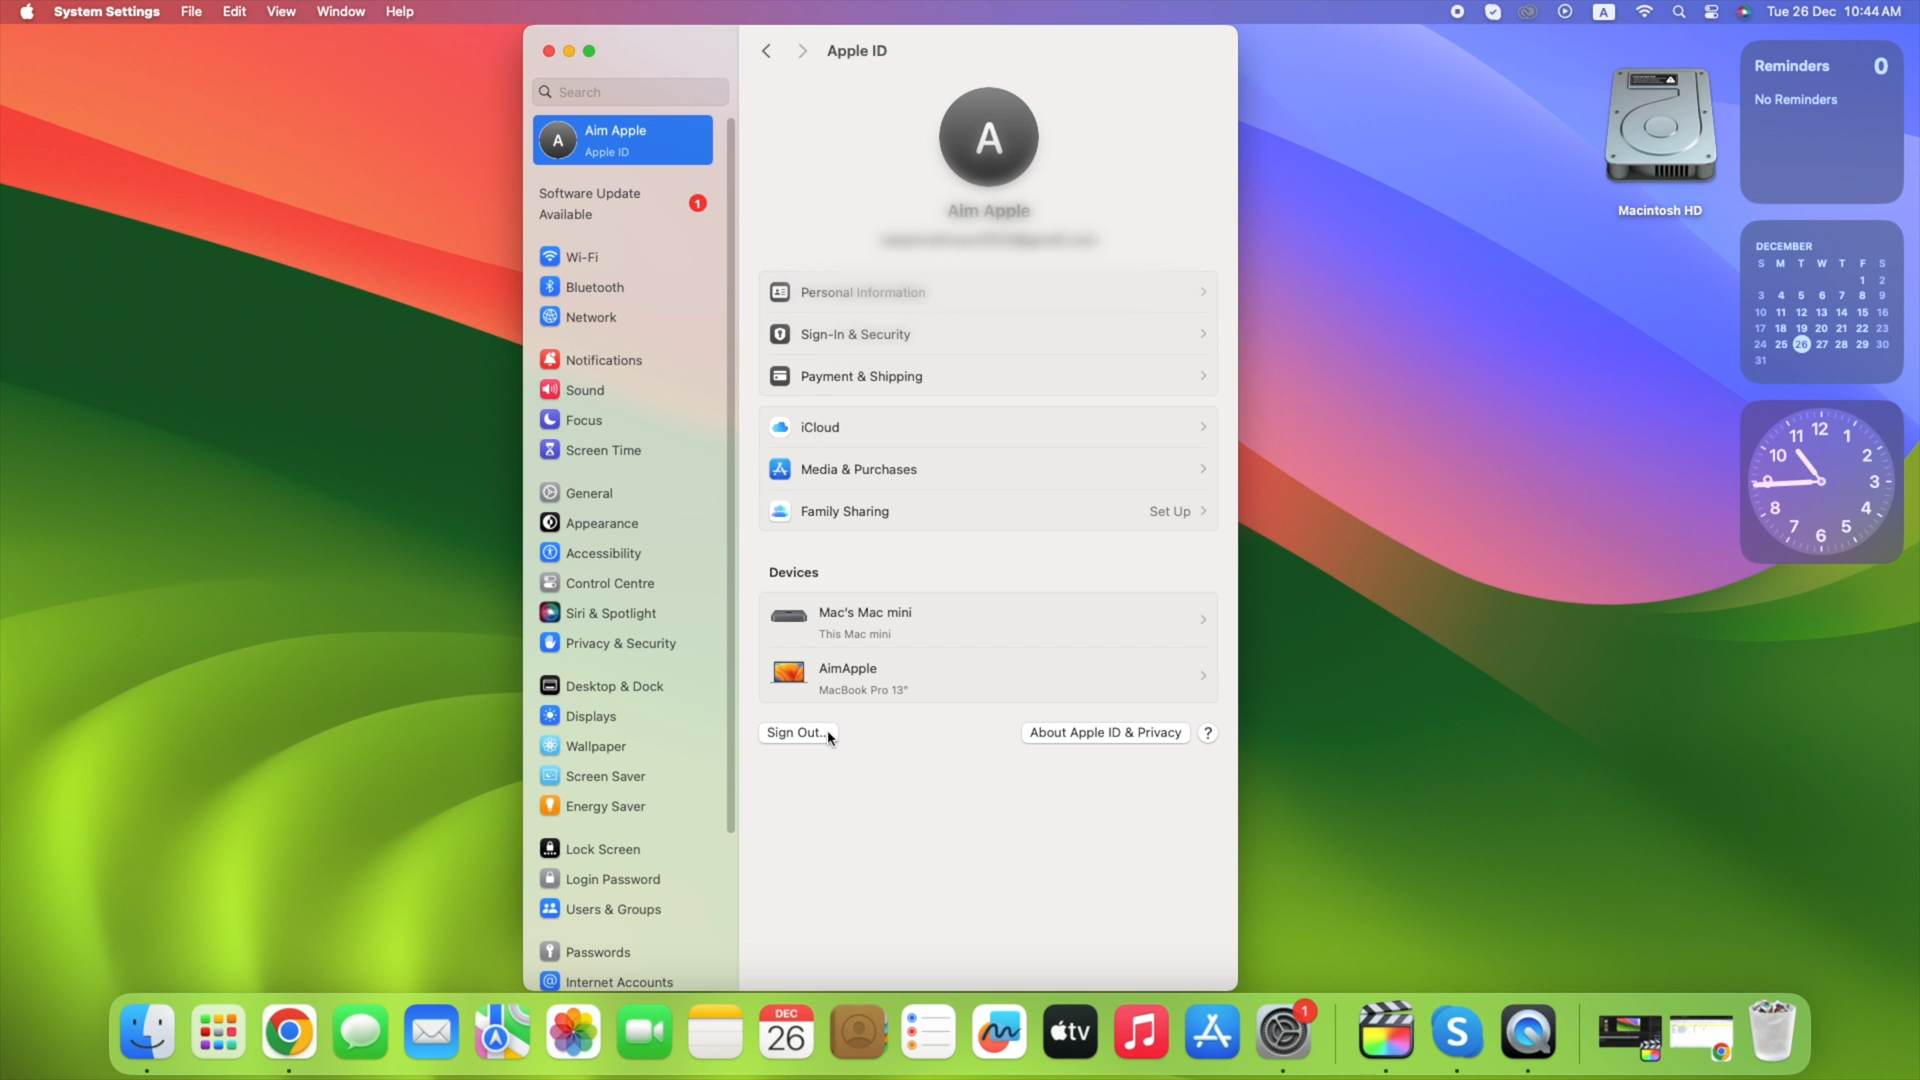 System Settings File Edit View Window Help
A Tue 26 Dec 10:44 AM
Apple ID
Search
Aim Apple
Apple ID
Software Update
Available
1
Wi-Fi
Bluetooth
Network
Notifications
Sound
Focus
Screen Time
General
Appearance
Accessibility
Control Centre
Siri & Spotlight
Privacy & Security
Desktop & Dock
Displays
Wallpaper
Screen Saver
Energy Saver
Lock Screen
Login Password
Users & Groups
Passwords
Internet Accounts
A
Aim Apple
Personal Information
Sign-In & Security
Payment & Shipping
iCloud
Media & Purchases
Family Sharing Set Up
Devices
Mac's Mac mini
This Mac mini
AimApple
MacBook Pro 13"
Sign Out...
About Apple ID & Privacy ?
Macintosh HD
Reminders 0
No Reminders
DECEMBER
S M T W T F S
1 2
3 4 5 6 7 8 9
10 11 12 13 14 15 16
17 18 19 20 21 22 23
24 25 26 27 28 29 30
31
12 1 2 3 4 5 6 7 8 9 10 11
DEC
26
tv
1
S